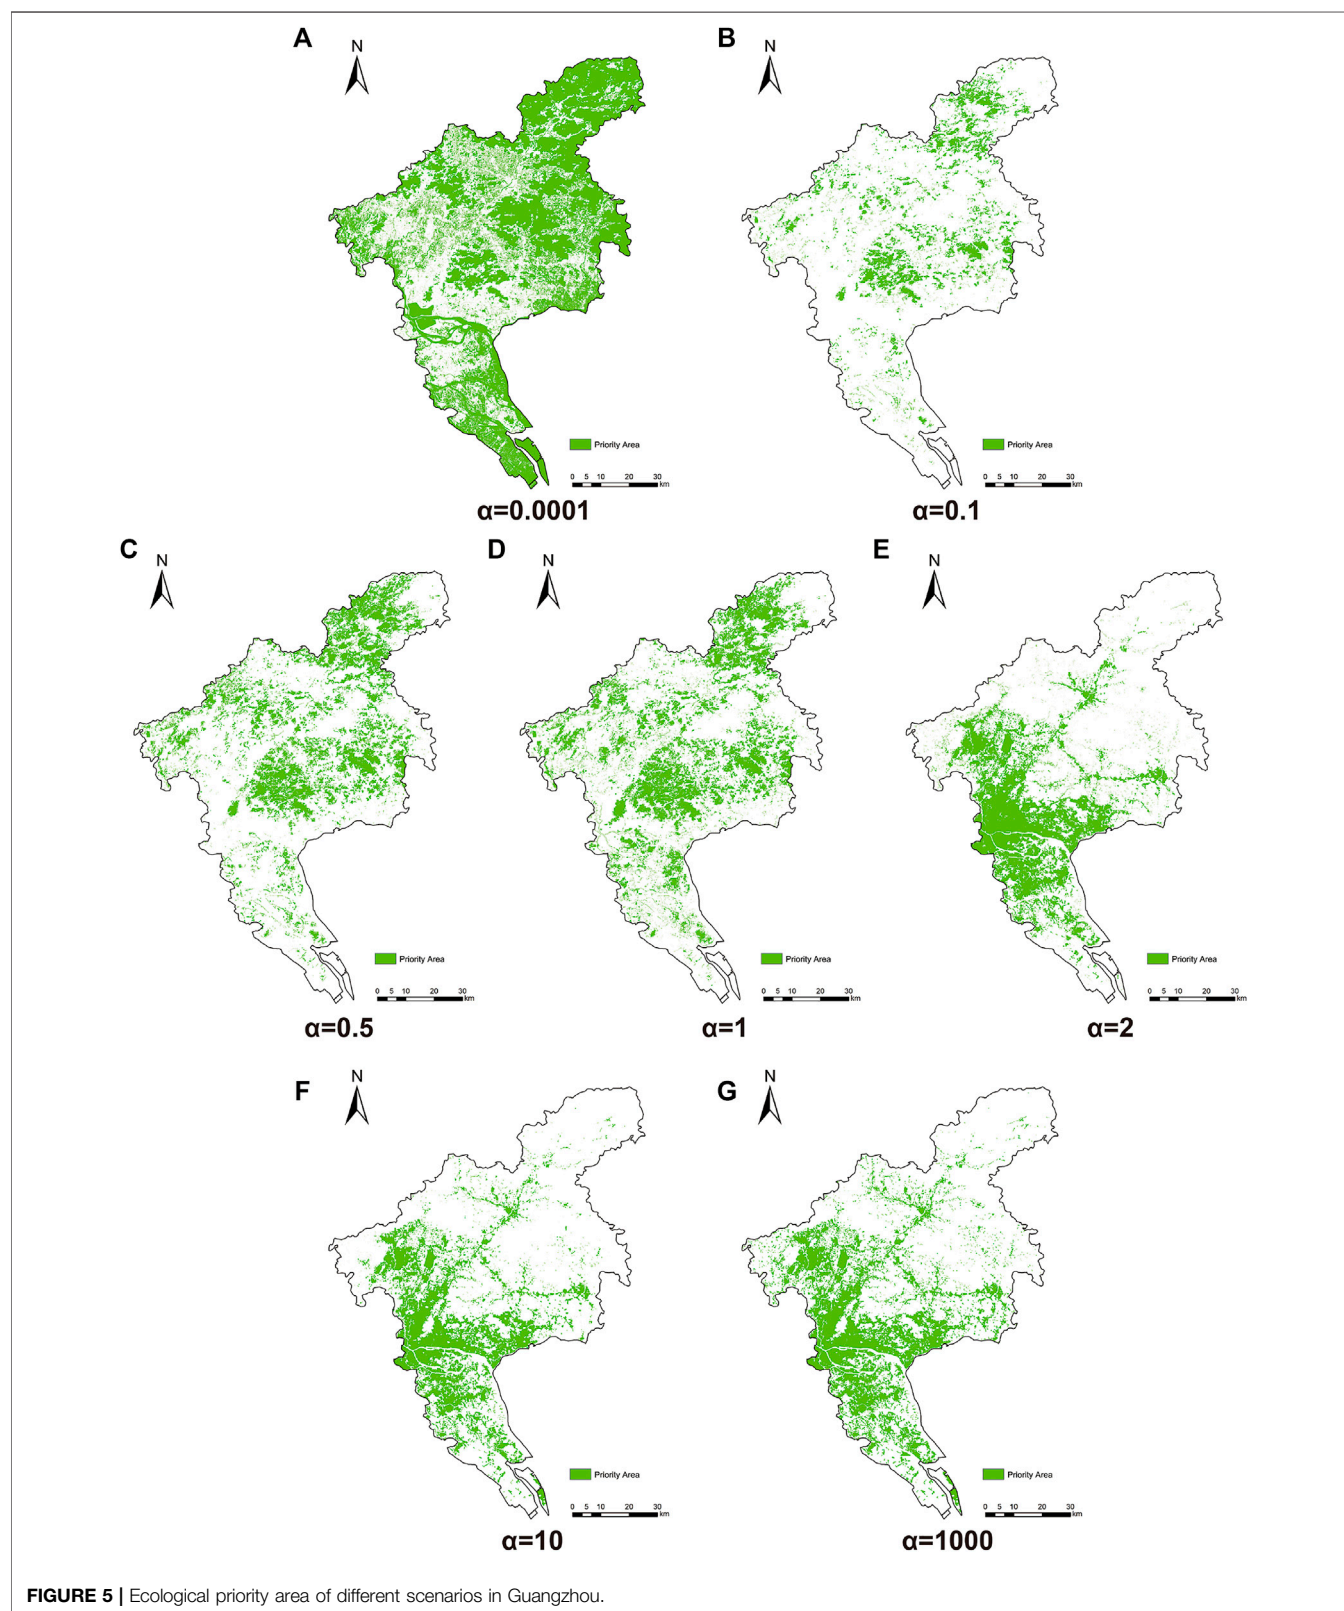 A
B
N
N
Priority Area
Priority Area
0 5 10 20 30
km
0 5 10 20 30
km
α=0.0001
α=0.1
C
D
E
N
N
N
Priority Area
Priority Area
Priority Area
0 5 10 20 30
km
0 5 10 20 30
km
0 5 10 20 30
km
α=0.5
α=1
α=2
F
G
N
N
Priority Area
Priority Area
0 5 10 20 30
km
0 5 10 20 30
km
α=10
α=1000
FIGURE 5 | Ecological priority area of different scenarios in Guangzhou.